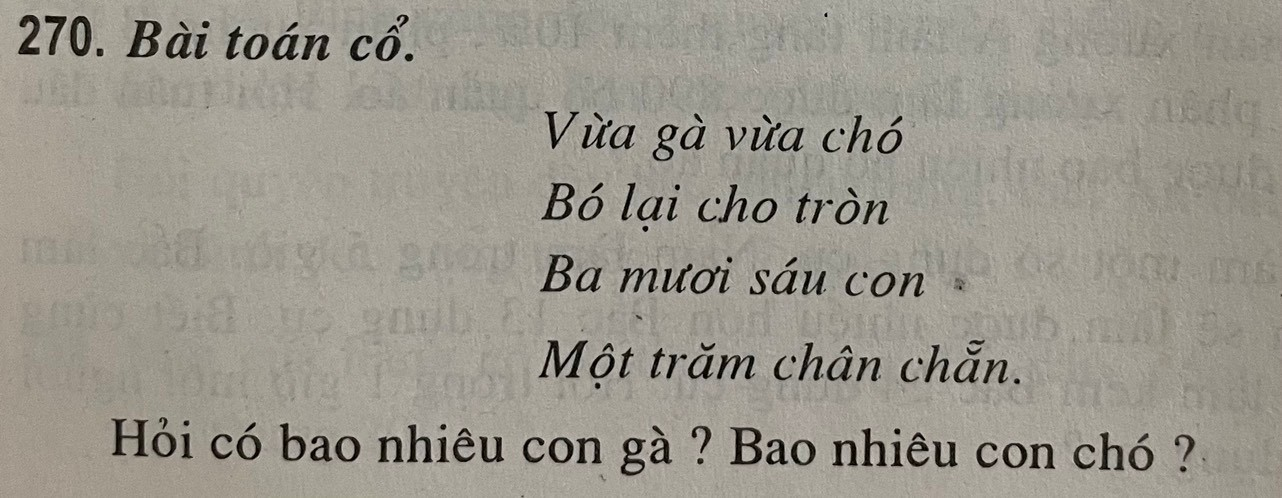 270. Bài toán cổ.
Vừa gà vừa chó
Bó lại cho tròn
Ba mươi sáu con
Một trăm chân chẵn.
Hỏi có bao nhiêu con gà ? Bao nhiêu con chó ?